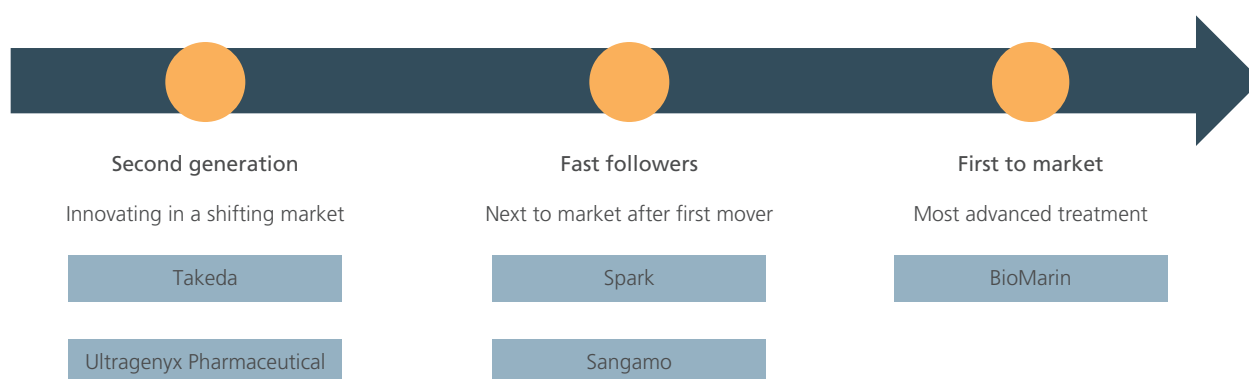 Second generation
Innovating in a shifting market
Takeda
Ultragenyx Pharmaceutical
Fast followers
Next to market after first mover
Spark
Sangamo
First to market
Most advanced treatment
BioMarin